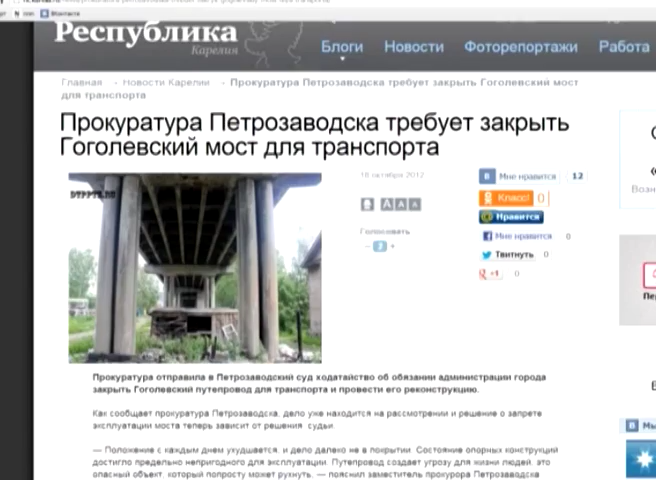 Республика
Карелия
Блоги Новости Фоторепортажи Работа
Главная - Новости Карелии - Прокуратура Петрозаводска требует закрыть Гоголевский мост
для транспорта
Прокуратура Петрозаводска требует закрыть
Гоголевский мост для транспорта
18 октября 2012
Мне нравится 12
Класс! 0
Нравится
A A A
Голосовать
Мне нравится 0
Твитнуть 0
+1 0
Прокуратура отправила в Петрозаводский суд ходатайство об обязании администрации города
закрыть Гоголевский путепровод для транспорта и провести его реконструкцию.
Как сообщает прокуратура Петрозаводска, дело уже находится на рассмотрении и решение о запрете
эксплуатации моста теперь зависит от решения судьи.
— Положение с каждым днем ухудшается, и дело далеко не в покрытии. Состояние опорных конструкций
достигло предельно непригодного для эксплуатации. Путепровод создает угрозу для жизни людей, это
опасный объект, который попросту может рухнуть, — пояснил заместитель прокурора Петрозаводска